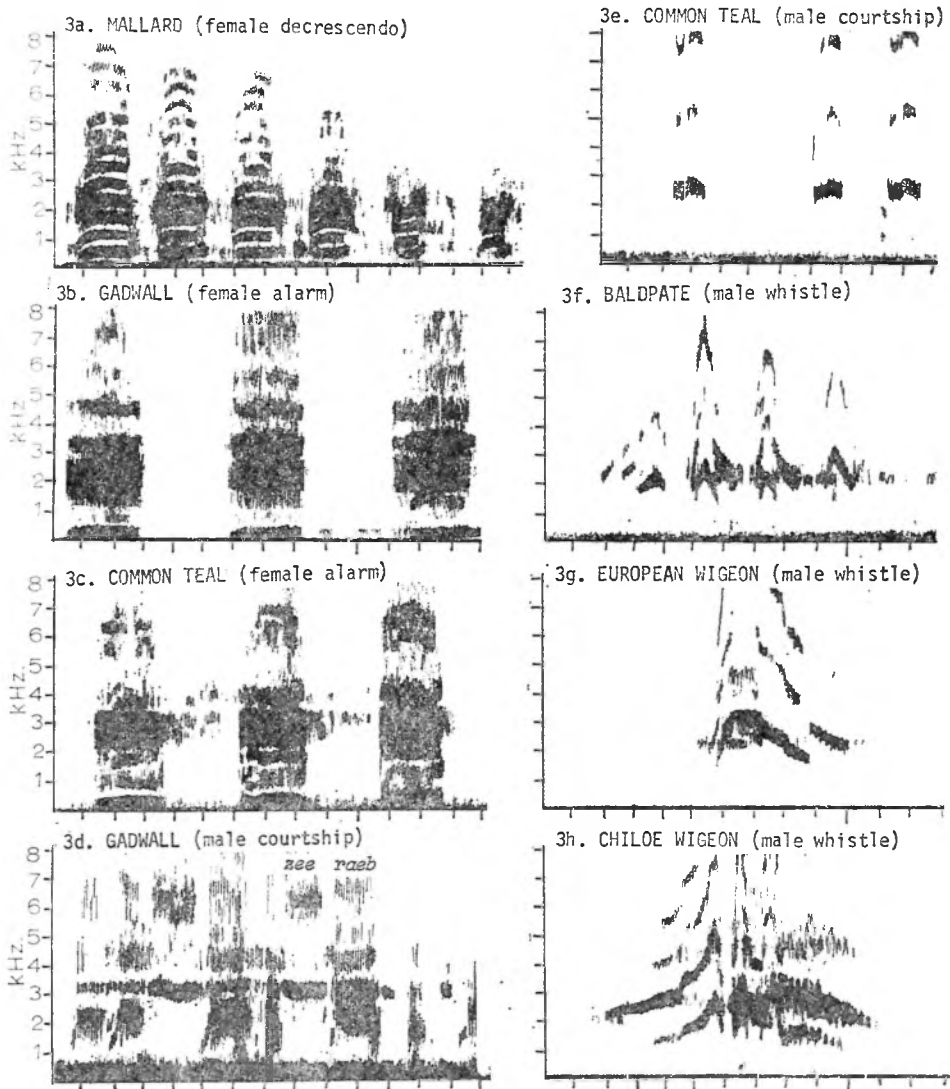 3a. MALLARD (female decrescendo)
8
7
6
5
4
3
2
1
kHz
3b. GADWALL (female alarm)
8
7
6
5
4
3
2
1
kHz
3c. COMMON TEAL (female alarm)
8
7
6
5
4
3
2
1
kHz
3d. GADWALL (male courtship)
zee raeb
8
7
6
5
4
3
2
1
kHz
3e. COMMON TEAL (male courtship)
3f. BALDPATE (male whistle)
3g. EUROPEAN WIGEON (male whistle)
3h. CHILOE WIGEON (male whistle)